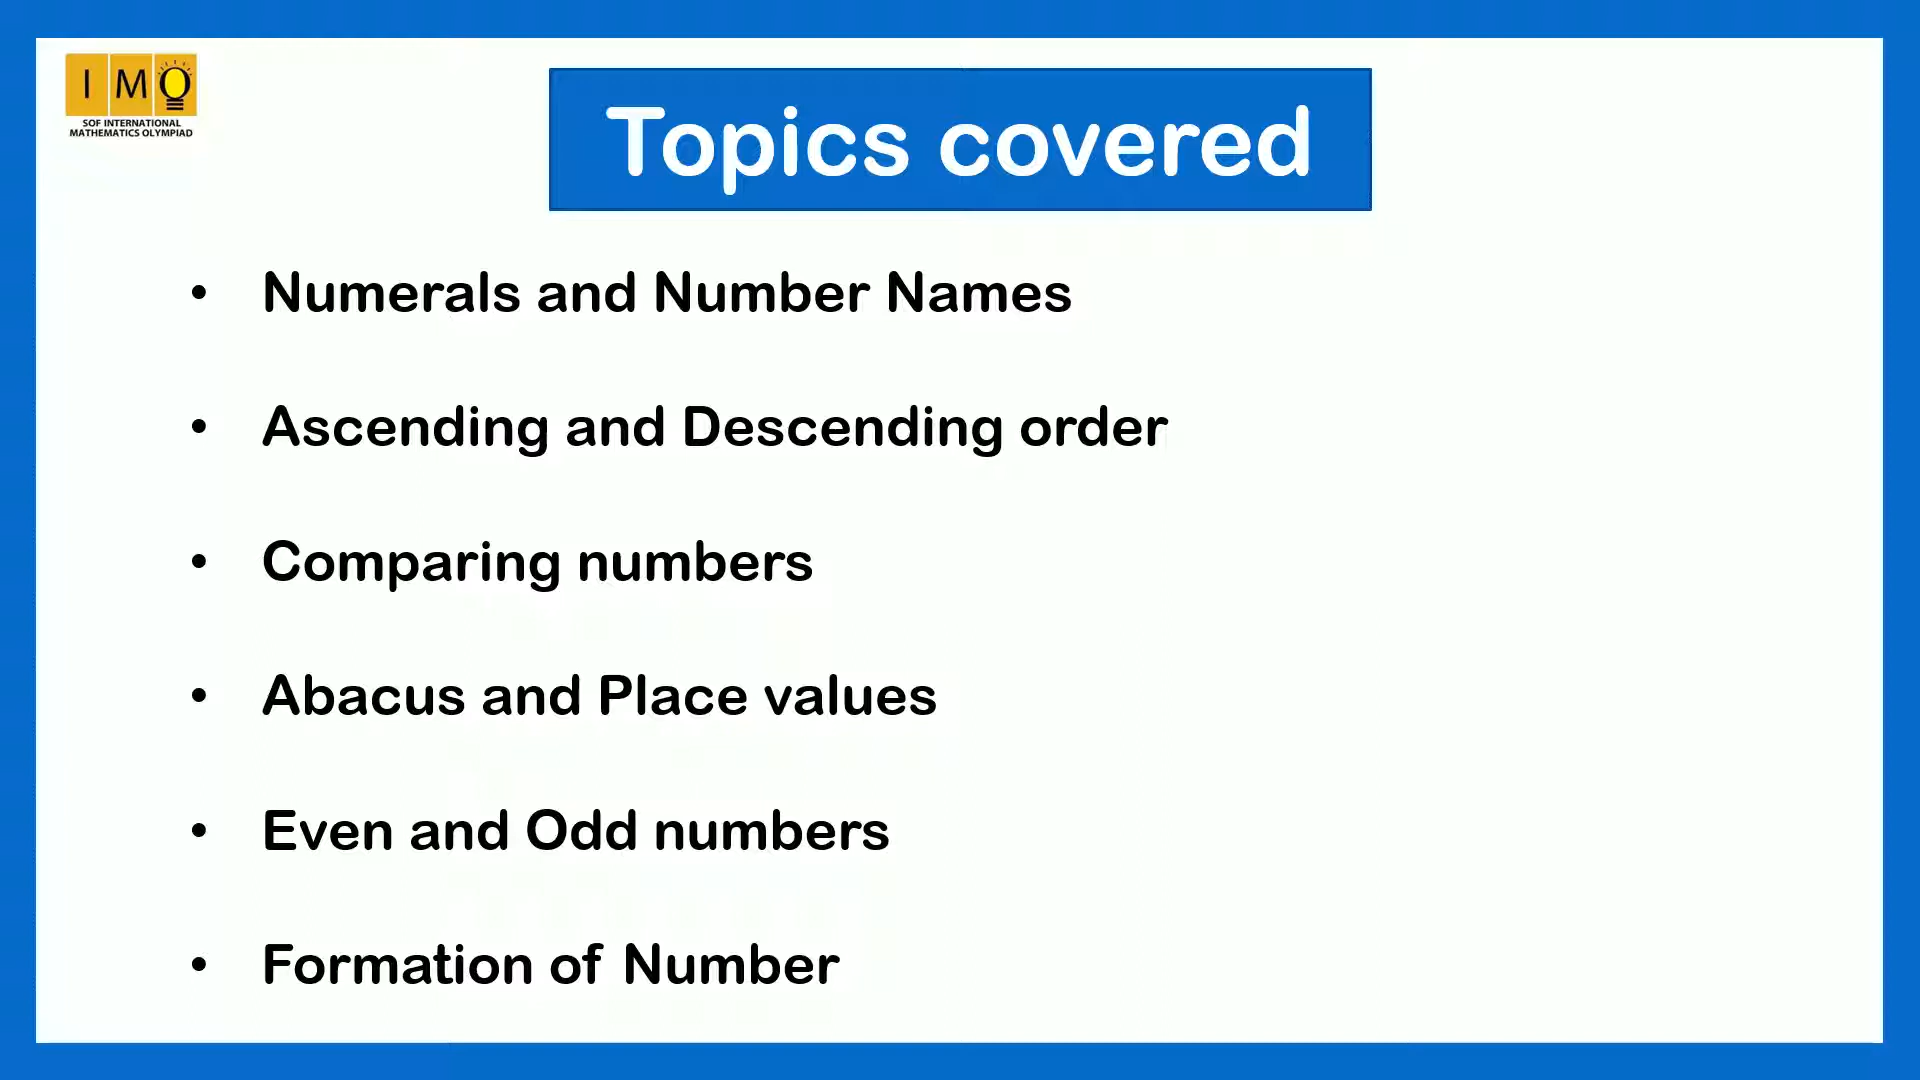 IMO
SOF INTERNATIONAL
MATHEMATICS OLYMPIAD
Topics covered
• Numerals and Number Names
• Ascending and Descending order
• Comparing numbers
• Abacus and Place values
• Even and Odd numbers
• Formation of Number